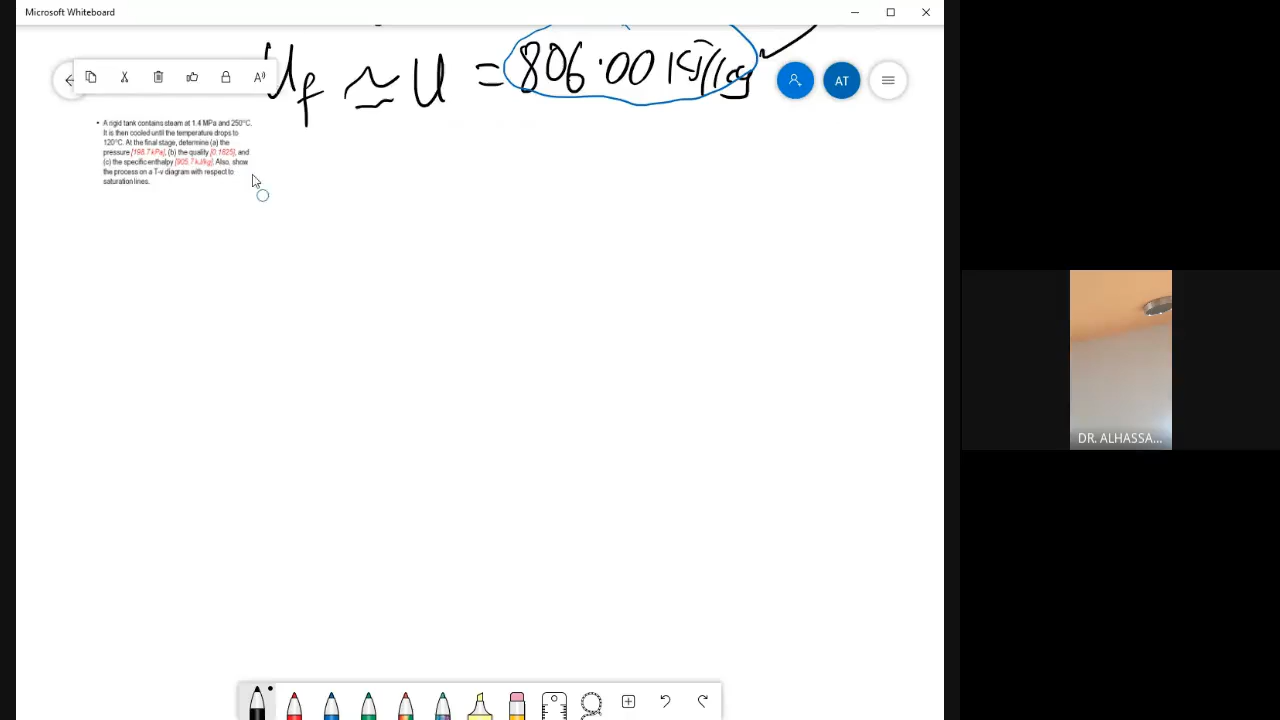 Microsoft Whiteboard
Uf ≃ U = 806.00 KJ/Kg
AT
• A rigid tank contains steam at 1.4 MPa and 250°C.
It is then cooled until the temperature drops to
120°C. At the final stage, determine (a) the
pressure [198.7 kPa], (b) the quality [0.1825], and
(c) the specific enthalpy [905.7 kJ/kg]. Also, show
the process on a T-v diagram with respect to
saturation lines.
DR. ALHASSA...